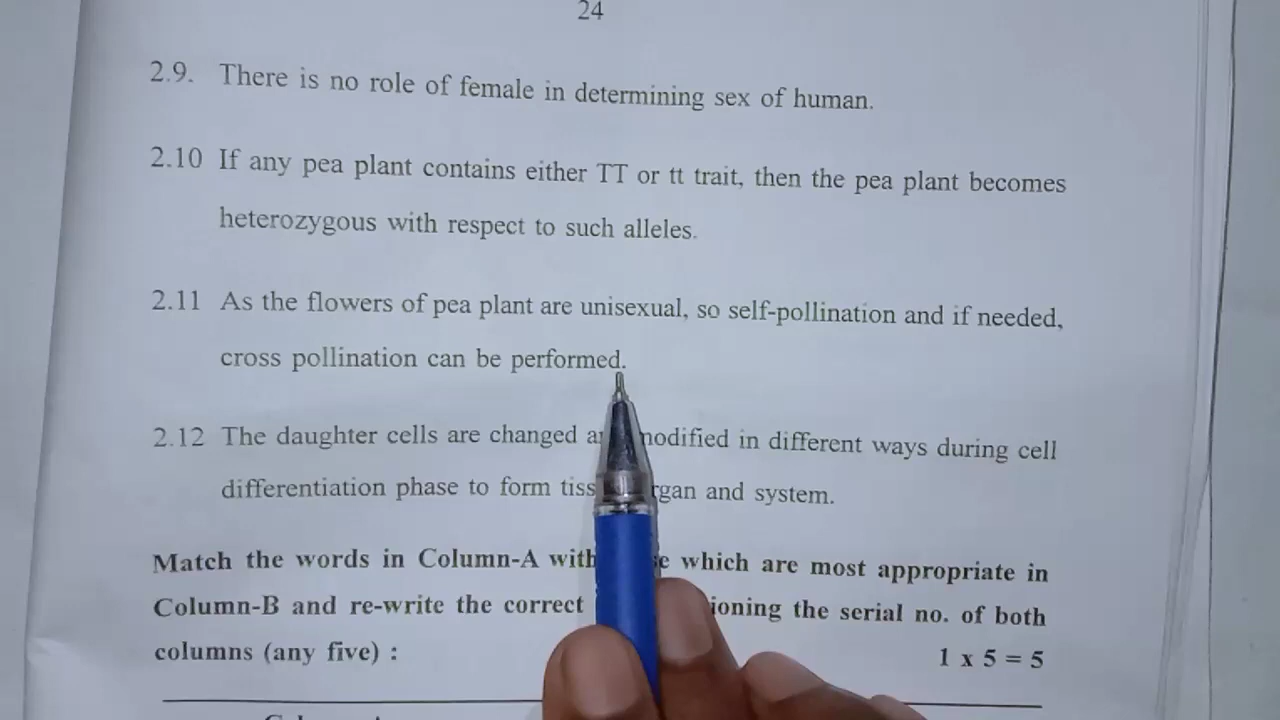 24
2.9. There is no role of female in determining sex of human.
2.10 If any pea plant contains either TT or tt trait, then the pea plant becomes
heterozygous with respect to such alleles.
2.11 As the flowers of pea plant are unisexual, so self-pollination and if needed,
cross pollination can be performed.
2.12 The daughter cells are changed modified in different ways during cell
differentiation phase to form and system.
Match the words in Column-A which are most appropriate in
Column-B and re-write the correct the serial no. of both
columns (any five) : 1 x 5 = 5